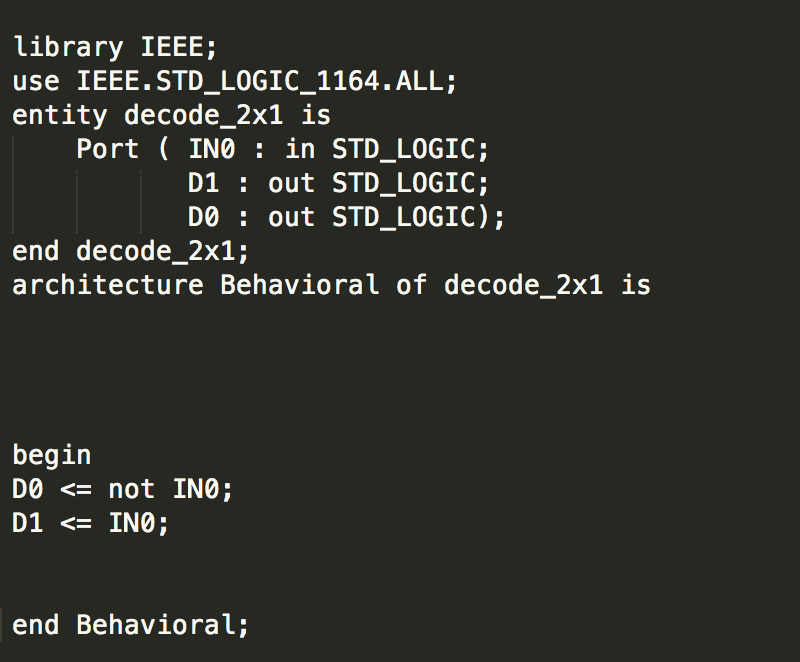 library IEEE;
use IEEE.STD_LOGIC_1164.ALL;
entity decode_2x1 is
    Port ( IN0 : in STD_LOGIC;
           D1 : out STD_LOGIC;
           D0 : out STD_LOGIC);
end decode_2x1;
architecture Behavioral of decode_2x1 is
begin
D0 <= not IN0;
D1 <= IN0;
end Behavioral;